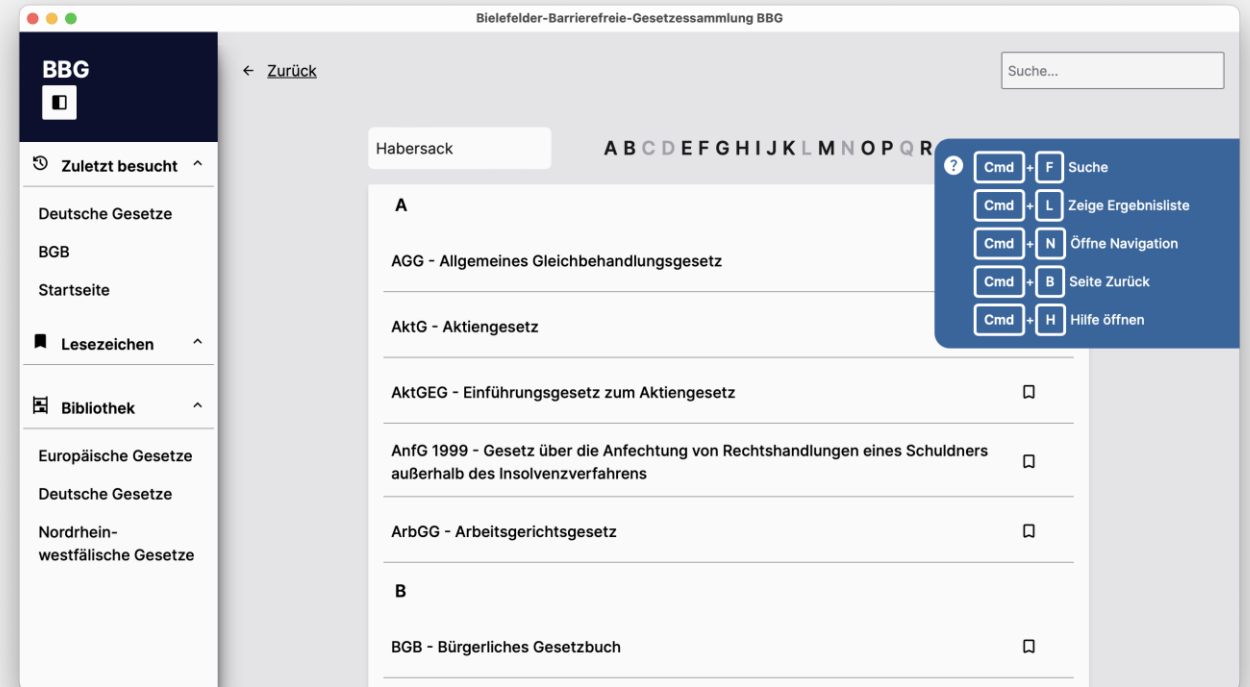 Bielefelder-Barrierefreie-Gesetzessammlung BBG
BBG
← Zurück
Suche...
Zuletzt besucht
Deutsche Gesetze
BGB
Startseite
Lesezeichen
Bibliothek
Europäische Gesetze
Deutsche Gesetze
Nordrhein-
westfälische Gesetze
Habersack
A B C D E F G H I J K L M N O P Q R
A
AGG - Allgemeines Gleichbehandlungsgesetz
AktG - Aktiengesetz
AktGEG - Einführungsgesetz zum Aktiengesetz
AnfG 1999 - Gesetz über die Anfechtung von Rechtshandlungen eines Schuldners
außerhalb des Insolvenzverfahrens
ArbGG - Arbeitsgerichtsgesetz
B
BGB - Bürgerliches Gesetzbuch
? Cmd + F Suche
Cmd + L Zeige Ergebnisliste
Cmd + N Öffne Navigation
Cmd + B Seite Zurück
Cmd + H Hilfe öffnen